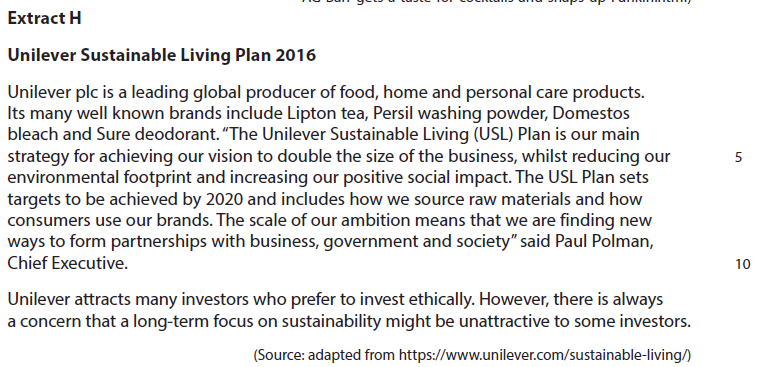 Extract H
Unilever Sustainable Living Plan 2016
Unilever plc is a leading global producer of food, home and personal care products.
Its many well known brands include Lipton tea, Persil washing powder, Domestos
bleach and Sure deodorant. “The Unilever Sustainable Living (USL) Plan is our main
strategy for achieving our vision to double the size of the business, whilst reducing our 5
environmental footprint and increasing our positive social impact. The USL Plan sets
targets to be achieved by 2020 and includes how we source raw materials and how
consumers use our brands. The scale of our ambition means that we are finding new
ways to form partnerships with business, government and society” said Paul Polman,
Chief Executive. 10
Unilever attracts many investors who prefer to invest ethically. However, there is always
a concern that a long-term focus on sustainability might be unattractive to some investors.
(Source: adapted from https://www.unilever.com/sustainable-living/)